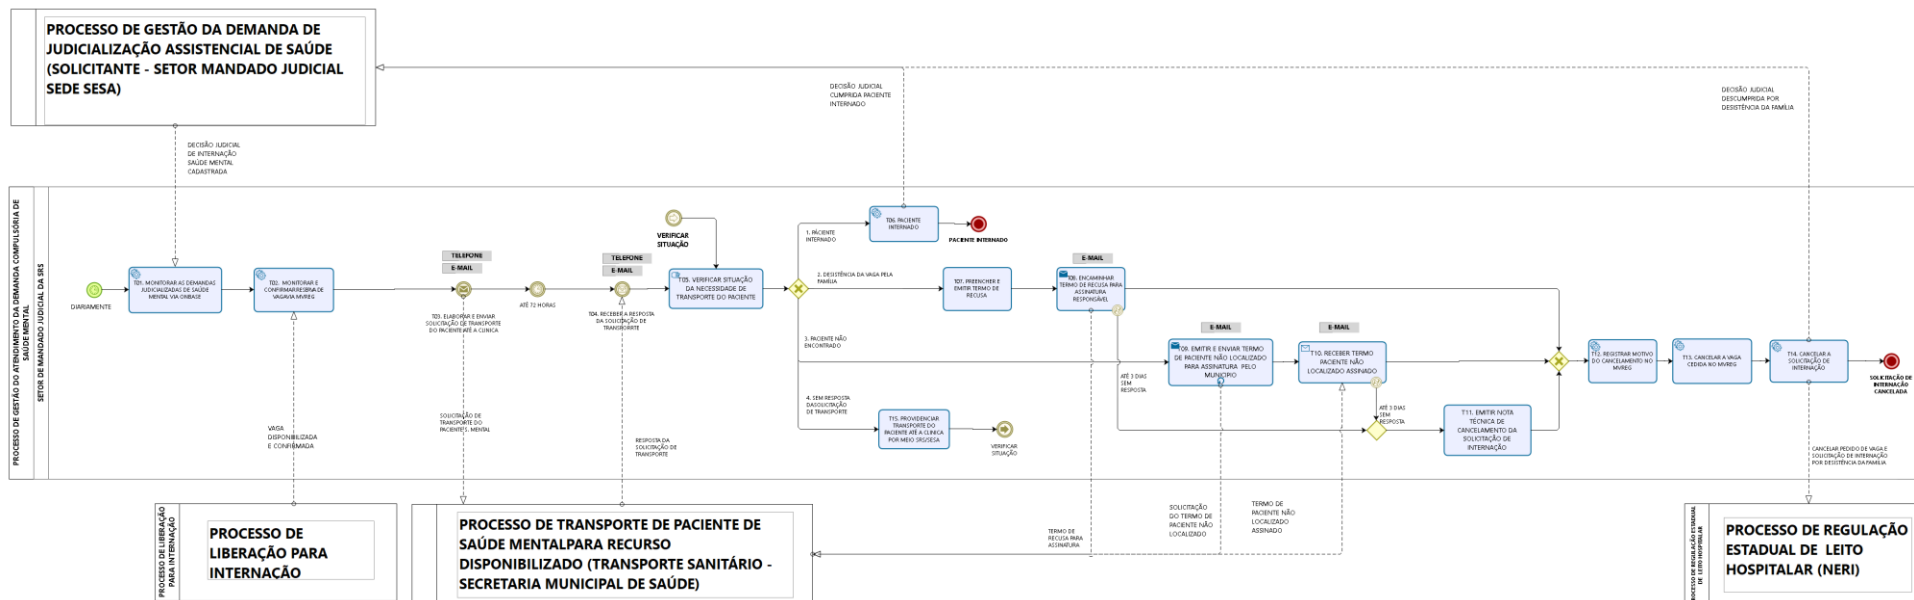 PROCESSO DE GESTÃO DA DEMANDA DE
JUDICIALIZAÇÃO ASSISTENCIAL DE SAÚDE
(SOLICITANTE - SETOR MANDADO JUDICIAL
SEDE SESA)
DECISÃO JUDICIAL
CUMPRIDA PACIENTE
INTERNADO
DECISÃO JUDICIAL
DESCUMPRIDA POR
DESISTÊNCIA DA FAMÍLIA
DECISÃO JUDICIAL
DE INTERNAÇÃO
SAÚDE MENTAL
CADASTRADA
PROCESSO DE GESTÃO DO ATENDIMENTO DA DEMANDA COMPULSÓRIA DE
SAÚDE MENTAL
SETOR DE MANDADO JUDICIAL DA SRS
DIARIAMENTE
T01. MONITORAR AS DEMANDAS
JUDICIALIZADAS DE SAÚDE
MENTAL VIA ONBASE
T02. MONITORAR E
CONFIRMAR RESERVA DE
VAGA VIA MVREG
TELEFONE
E-MAIL
T03. ELABORAR E ENVIAR
SOLICITAÇÃO DE TRANSPORTE
DO PACIENTE ATÉ A CLINICA
ATÉ 72 HORAS
TELEFONE
E-MAIL
T04. RECEBER A RESPOSTA
DA SOLICITAÇÃO DE
TRANSPORTE
VERIFICAR
SITUAÇÃO
T05. VERIFICAR SITUAÇÃO
DA NECESSIDADE DE
TRANSPORTE DO PACIENTE
1. PACIENTE
INTERNADO
T06. PACIENTE
INTERNADO
PACIENTE INTERNADO
2. DESISTÊNCIA DA VAGA PELA
FAMÍLIA
T07. PREENCHER E
EMITIR TERMO DE
RECUSA
E-MAIL
T08. ENCAMINHAR
TERMO DE RECUSA PARA
ASSINATURA
RESPONSÁVEL
3. PACIENTE NÃO
ENCONTRADO
E-MAIL
T09. EMITIR E ENVIAR TERMO
DE PACIENTE NÃO LOCALIZADO
PARA ASSINATURA PELO
MUNICIPIO
E-MAIL
T10. RECEBER TERMO
PACIENTE NÃO
LOCALIZADO ASSINADO
ATÉ 3 DIAS
SEM
RESPOSTA
ATÉ 3 DIAS
SEM
RESPOSTA
4. SEM RESPOSTA
DASOLICITAÇÃO
DE TRANSPORTE
T15. PROVIDENCIAR
TRANSPORTE DO
PACIENTE ATÉ A CLINICA
POR MEIO SRS/SESA
VERIFICAR
SITUAÇÃO
T11. EMITIR NOTA
TÉCNICA DE
CANCELAMENTO DA
SOLICITAÇÃO DE
INTERNAÇÃO
T12. REGISTRAR MOTIVO
DO CANCELAMENTO NO
MVREG
T13. CANCELAR A VAGA
CEDIDA NO MVREG
T14. CANCELAR A
SOLICITAÇÃO DE
INTERNAÇÃO
SOLICITAÇÃO DE
INTERNAÇÃO
CANCELADA
VAGA
DISPONIBILIZADA
E CONFIRMADA
SOLICITAÇÃO DE
TRANSPORTE DO
PACIENTE S. MENTAL
RESPOSTA DA
SOLICITAÇÃO DE
TRANSPORTE
CANCELAR PEDIDO DE VAGA E
SOLICITAÇÃO DE INTERNAÇÃO
POR DESISTÊNCIA DA FAMÍLIA
TERMO DE
RECUSA PARA
ASSINATURA
SOLICITAÇÃO
DO TERMO DE
PACIENTE NÃO
LOCALIZADO
TERMO DE
PACIENTE NÃO
LOCALIZADO
ASSINADO
PROCESSO DE LIBERAÇÃO
PARA INTERNAÇÃO
PROCESSO DE
LIBERAÇÃO PARA
INTERNAÇÃO
PROCESSO DE TRANSPORTE DE PACIENTE DE
SAÚDE MENTALPARA RECURSO
DISPONIBILIZADO (TRANSPORTE SANITÁRIO -
SECRETARIA MUNICIPAL DE SAÚDE)
PROCESSO DE REGULAÇÃO ESTADUAL
DE LEITO HOSPITALAR
PROCESSO DE REGULAÇÃO
ESTADUAL DE LEITO
HOSPITALAR (NERI)